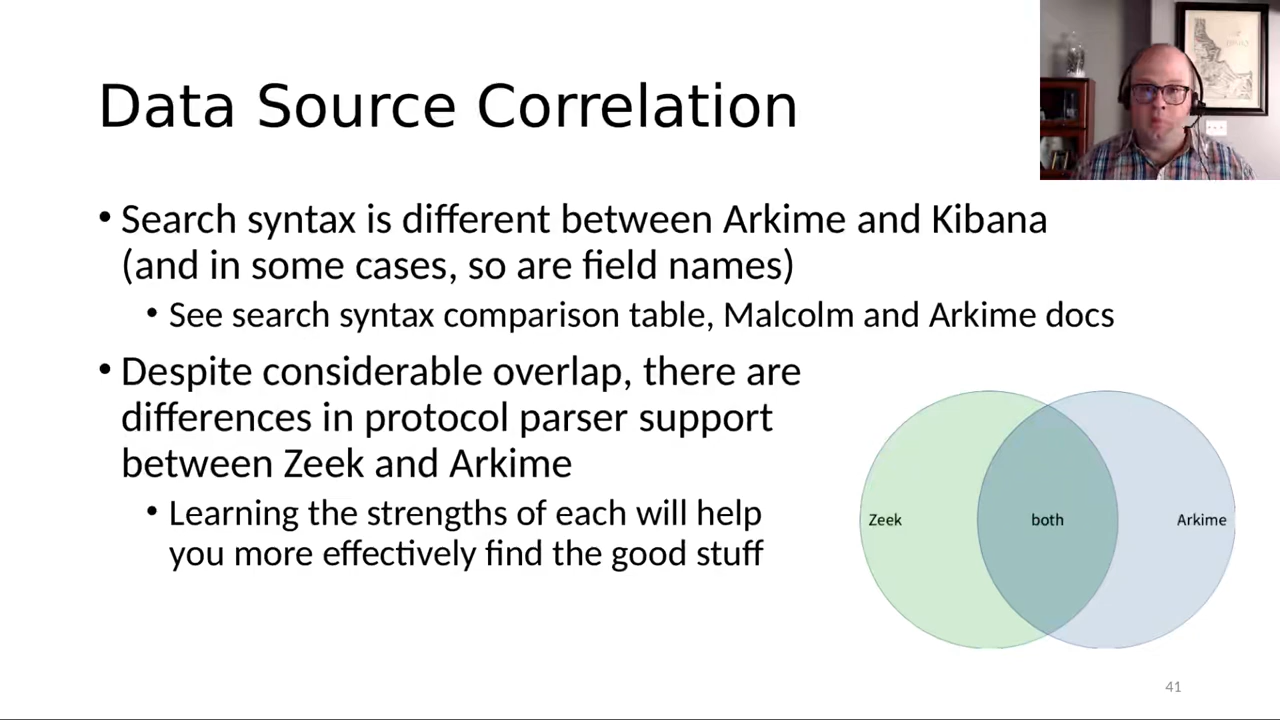 Data Source Correlation
• Search syntax is different between Arkime and Kibana
(and in some cases, so are field names)
• See search syntax comparison table, Malcolm and Arkime docs
• Despite considerable overlap, there are
differences in protocol parser support
between Zeek and Arkime
• Learning the strengths of each will help
you more effectively find the good stuff
Zeek
both
Arkime
41